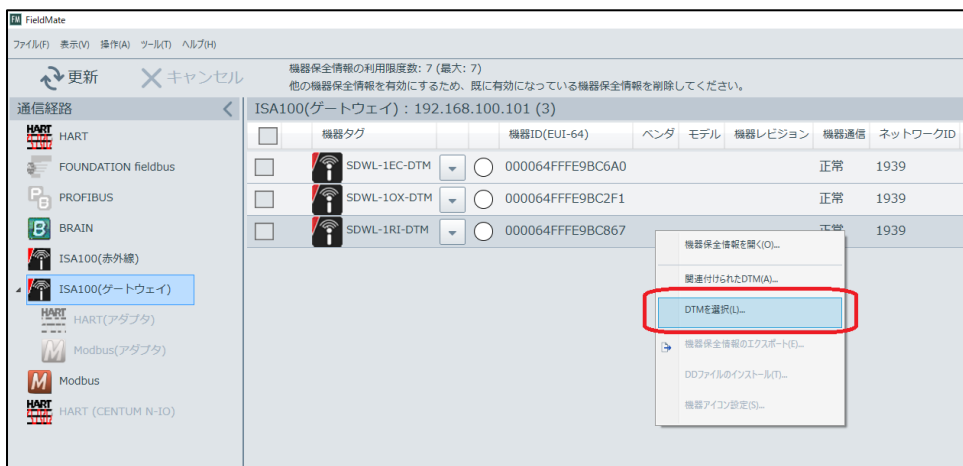 FM FieldMate
ファイル(F) 表示(V) 操作(A) ツール(T) ヘルプ(H)
更新 キャンセル
機器保全情報の利用限度数: 7 (最大: 7)
他の機器保全情報を有効にするため、既に有効になっている機器保全情報を削除してください。
通信経路
ISA100(ゲートウェイ) : 192.168.100.101 (3)
機器タグ 機器ID(EUI-64) ベンダ モデル 機器レビジョン 機器通信 ネットワークID
SDWL-1EC-DTM 000064FFFE9BC6A0 正常 1939
SDWL-1OX-DTM 000064FFFE9BC2F1 正常 1939
SDWL-1RI-DTM 000064FFFE9BC867 正常 1939
HART HART
FOUNDATION fieldbus
PROFIBUS
B BRAIN
ISA100(赤外線)
ISA100(ゲートウェイ)
HART HART(アダプタ)
M Modbus(アダプタ)
M Modbus
HART HART (CENTUM N-IO)
機器保全情報を開く(O)...
関連付けられたDTM(A)...
DTMを選択(L)...
機器保全情報のエクスポート(E)...
DDファイルのインストール(T)...
機器アイコン設定(S)...